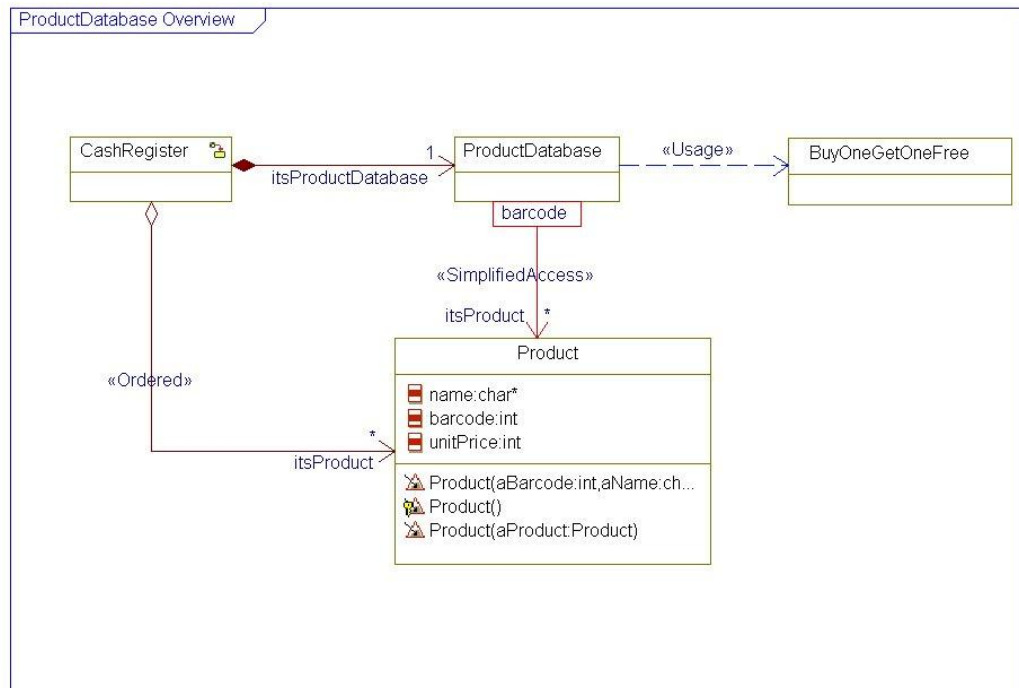 ProductDatabase Overview
CashRegister
1
itsProductDatabase
ProductDatabase
«Usage»
BuyOneGetOneFree
barcode
«SimplifiedAccess»
itsProduct *
«Ordered»
*
itsProduct
Product
name:char*
barcode:int
unitPrice:int
Product(aBarcode:int,aName:ch...
Product()
Product(aProduct:Product)